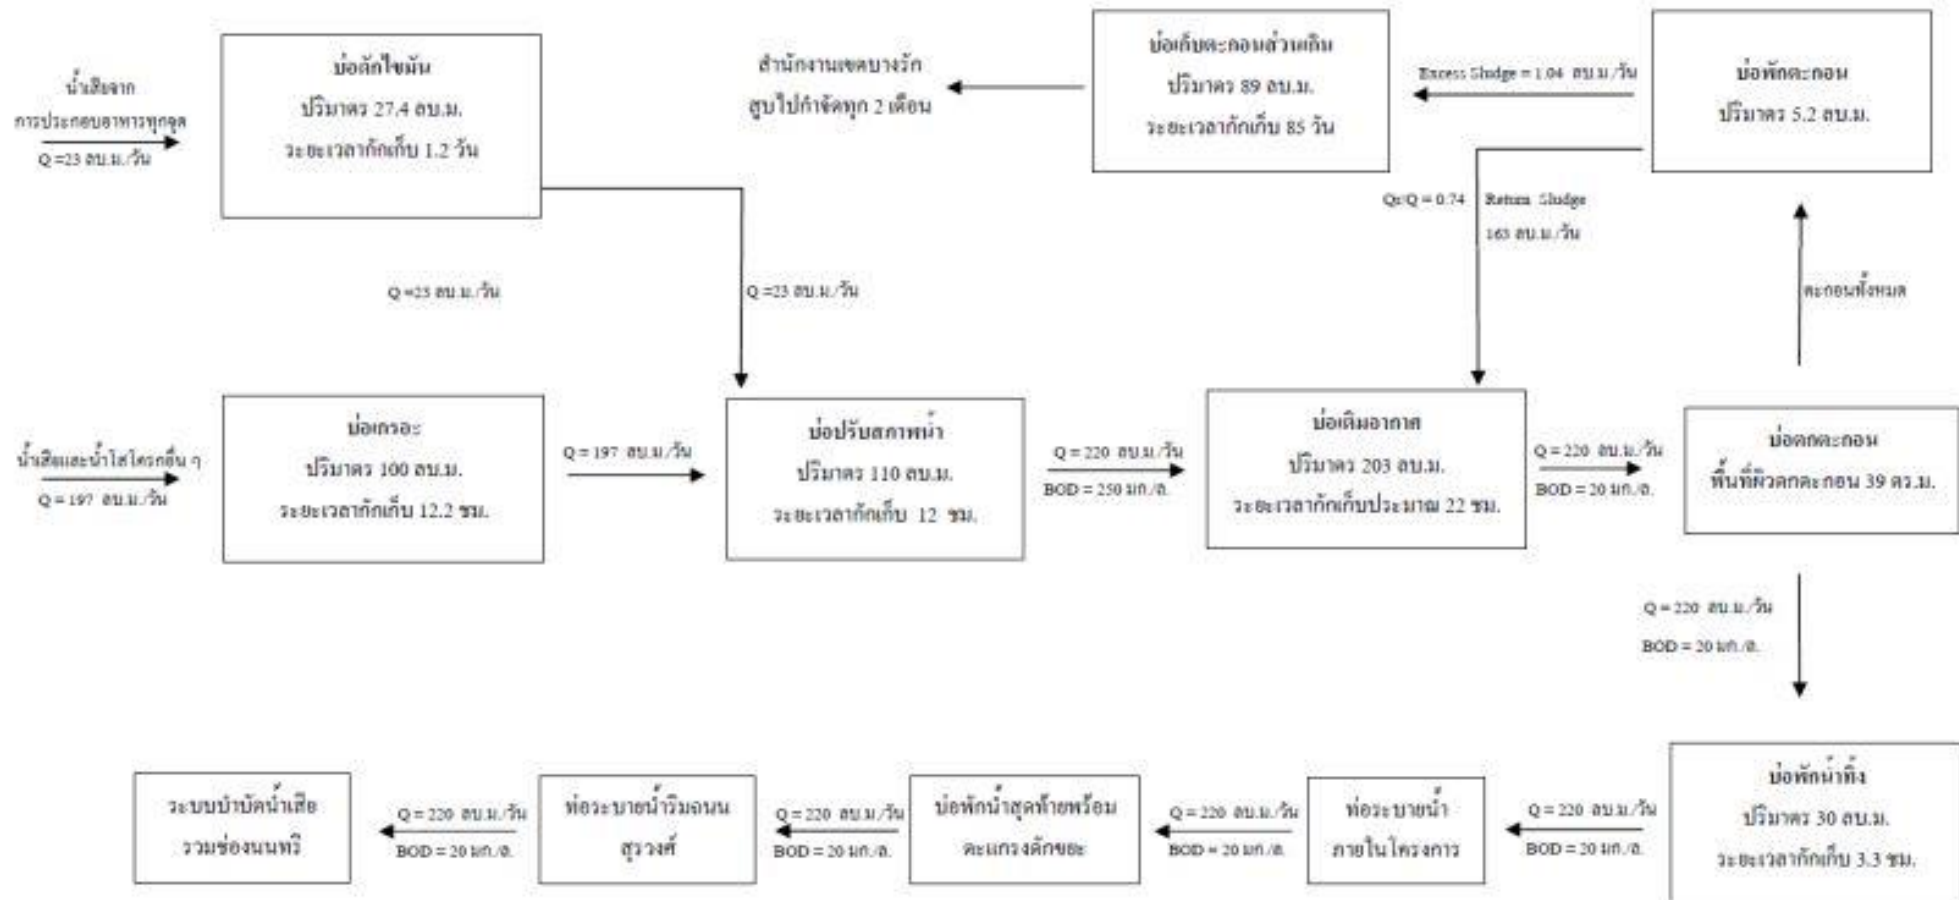 น้ำเสียจาก
การประกอบอาหารทุกจุด
Q =23 ลบ.ม./วัน
บ่อดักไขมัน
ปริมาตร 27.4 ลบ.ม.
ระยะเวลากักเก็บ 1.2 วัน
สำนักงานเขตบางรัก
สูบไปกำจัดทุก 2 เดือน
บ่อเก็บตะกอนส่วนเกิน
ปริมาตร 89 ลบ.ม.
ระยะเวลากักเก็บ 85 วัน
Excess Sludge = 1.04 ลบ.ม./วัน
บ่อพักตะกอน
ปริมาตร 5.2 ลบ.ม.
Qr/Q = 0.74
Return Sludge
163 ลบ.ม./วัน
Q =23 ลบ.ม./วัน
Q =23 ลบ.ม./วัน
ตะกอนทั้งหมด
น้ำเสียและน้ำโสโครกอื่น ๆ
Q = 197 ลบ.ม./วัน
บ่อเกรอะ
ปริมาตร 100 ลบ.ม.
ระยะเวลากักเก็บ 12.2 ชม.
Q = 197 ลบ.ม./วัน
บ่อปรับสภาพน้ำ
ปริมาตร 110 ลบ.ม.
ระยะเวลากักเก็บ 12 ชม.
Q = 220 ลบ.ม./วัน
BOD = 250 มก./ล.
บ่อเติมอากาศ
ปริมาตร 203 ลบ.ม.
ระยะเวลากักเก็บประมาณ 22 ชม.
Q = 220 ลบ.ม./วัน
BOD = 20 มก./ล.
บ่อตกตะกอน
พื้นที่ผิวตกตะกอน 39 ตร.ม.
Q = 220 ลบ.ม./วัน
BOD = 20 มก./ล.
ระบบบำบัดน้ำเสีย
รวมช่องนนทรี
Q = 220 ลบ.ม./วัน
BOD = 20 มก./ล.
ท่อระบายน้ำริมถนน
สุรวงศ์
Q = 220 ลบ.ม./วัน
BOD = 20 มก./ล.
บ่อพักน้ำสุดท้ายพร้อม
ตะแกรงดักขยะ
Q = 220 ลบ.ม./วัน
BOD = 20 มก./ล.
ท่อระบายน้ำ
ภายในโครงการ
Q = 220 ลบ.ม./วัน
BOD = 20 มก./ล.
บ่อพักน้ำทิ้ง
ปริมาตร 30 ลบ.ม.
ระยะเวลากักเก็บ 3.3 ชม.